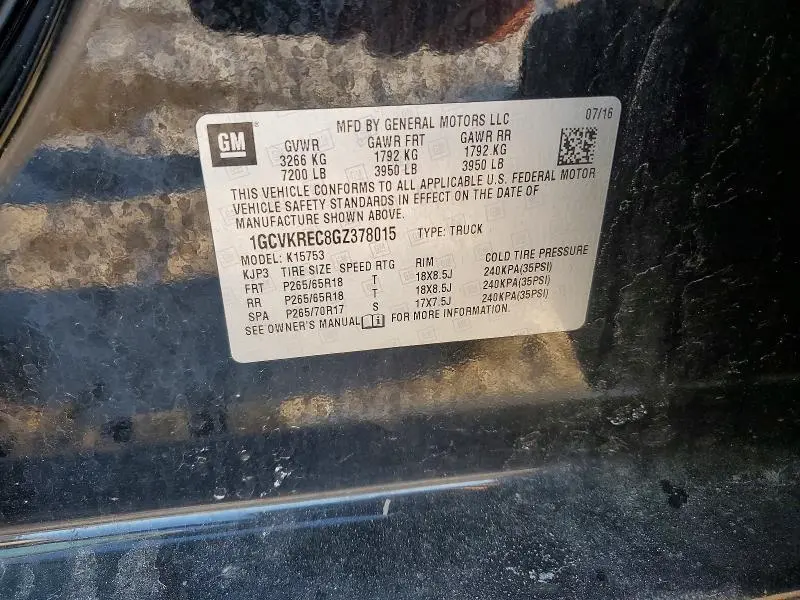 GM
MFD BY GENERAL MOTORS LLC
07/16
GVWR GAWR FRT GAWR RR
3266 KG 1792 KG 1792 KG
7200 LB 3950 LB 3950 LB
THIS VEHICLE CONFORMS TO ALL APPLICABLE U.S. FEDERAL MOTOR
VEHICLE SAFETY STANDARDS IN EFFECT ON THE DATE OF
MANUFACTURE SHOWN ABOVE.
1GCVKREC8GZ378015 TYPE: TRUCK
MODEL: K15753
KJP3 TIRE SIZE SPEED RTG RIM COLD TIRE PRESSURE
FRT P265/65R18 T 18X8.5J 240KPA(35PSI)
RR P265/65R18 T 18X8.5J 240KPA(35PSI)
SPA P265/70R17 S 17X7.5J 240KPA(35PSI)
SEE OWNER'S MANUAL FOR MORE INFORMATION.